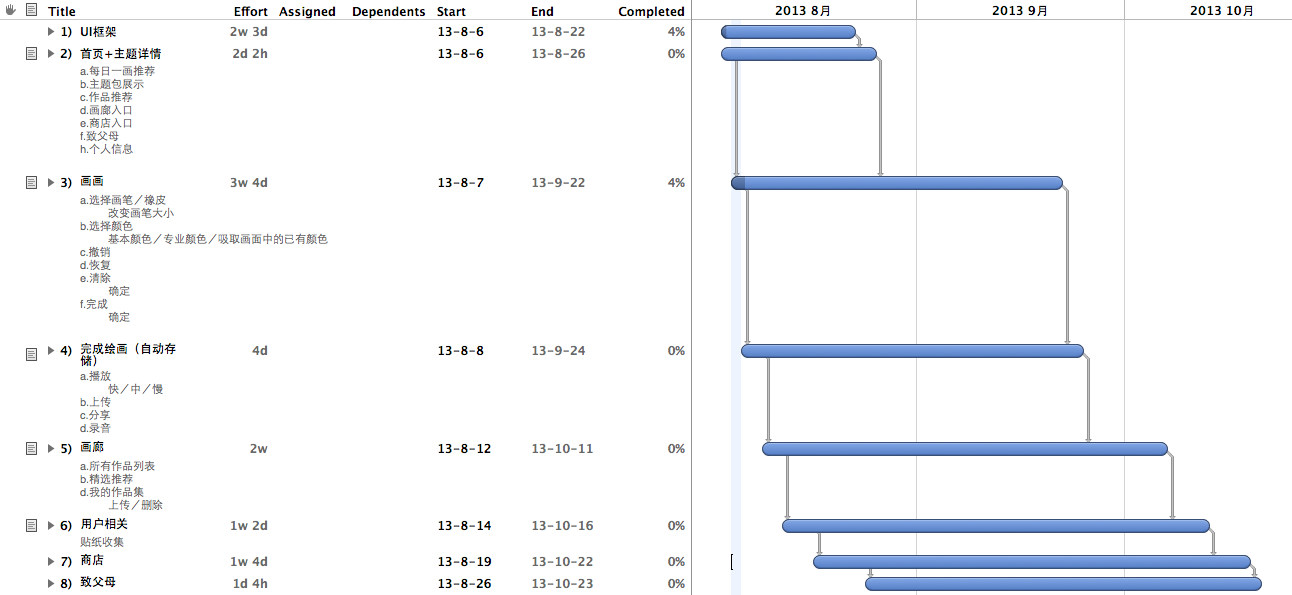 Title Effort Assigned Dependents Start End Completed 2013 8月 2013 9月 2013 10月
1) UI框架 2w 3d 13-8-6 13-8-22 4%
2) 首页+主题详情 2d 2h 13-8-6 13-8-26 0%
a.每日一画推荐
b.主题包展示
c.作品推荐
d.画廊入口
e.商店入口
f.致父母
h.个人信息
3) 画画 3w 4d 13-8-7 13-9-22 4%
a.选择画笔／橡皮
改变画笔大小
b.选择颜色
基本颜色／专业颜色／吸取画面中的已有颜色
c.撤销
d.恢复
e.清除
确定
f.完成
确定
4) 完成绘画（自动存 4d 13-8-8 13-9-24 0%
储）
a.播放
快／中／慢
b.上传
c.分享
d.录音
5) 画廊 2w 13-8-12 13-10-11 0%
a.所有作品列表
b.精选推荐
d.我的作品集
上传／删除
6) 用户相关 1w 2d 13-8-14 13-10-16 0%
贴纸收集
7) 商店 1w 4d 13-8-19 13-10-22 0%
8) 致父母 1d 4h 13-8-26 13-10-23 0%